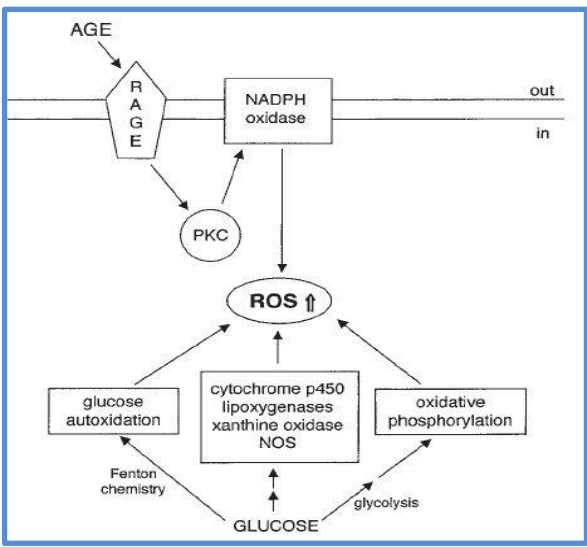 AGE
R
A
G
E
NADPH
oxidase
out
in
PKC
ROS ⇑
glucose
autoxidation
cytochrome p450
lipoxygenases
xanthine oxidase
NOS
oxidative
phosphorylation
Fenton
chemistry
glycolysis
GLUCOSE